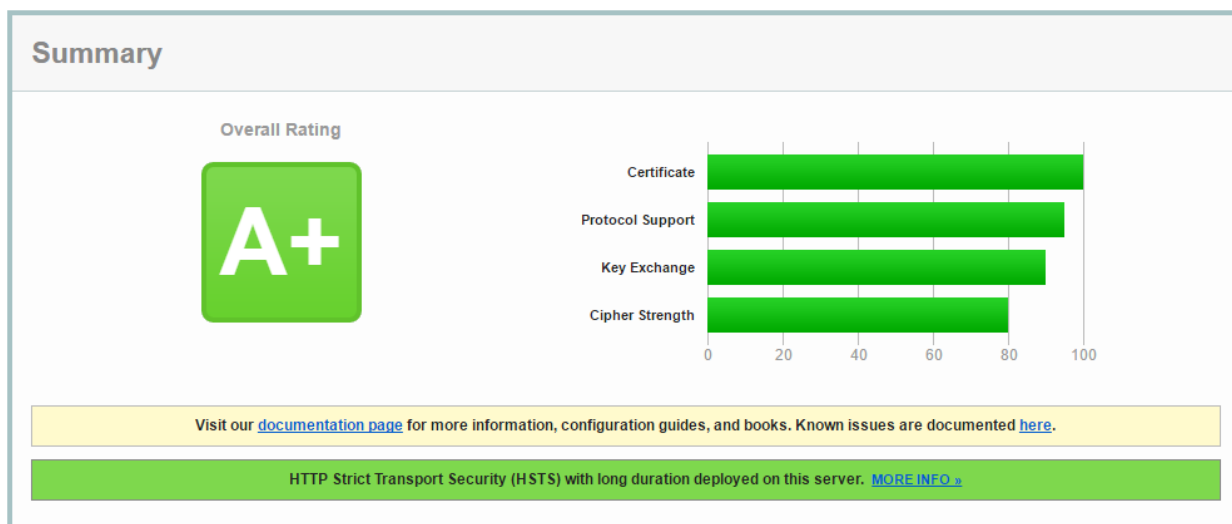 Summary
Overall Rating
A+
Certificate
Protocol Support
Key Exchange
Cipher Strength
0 20 40 60 80 100
Visit our documentation page for more information, configuration guides, and books. Known issues are documented here.
HTTP Strict Transport Security (HSTS) with long duration deployed on this server. MORE INFO »